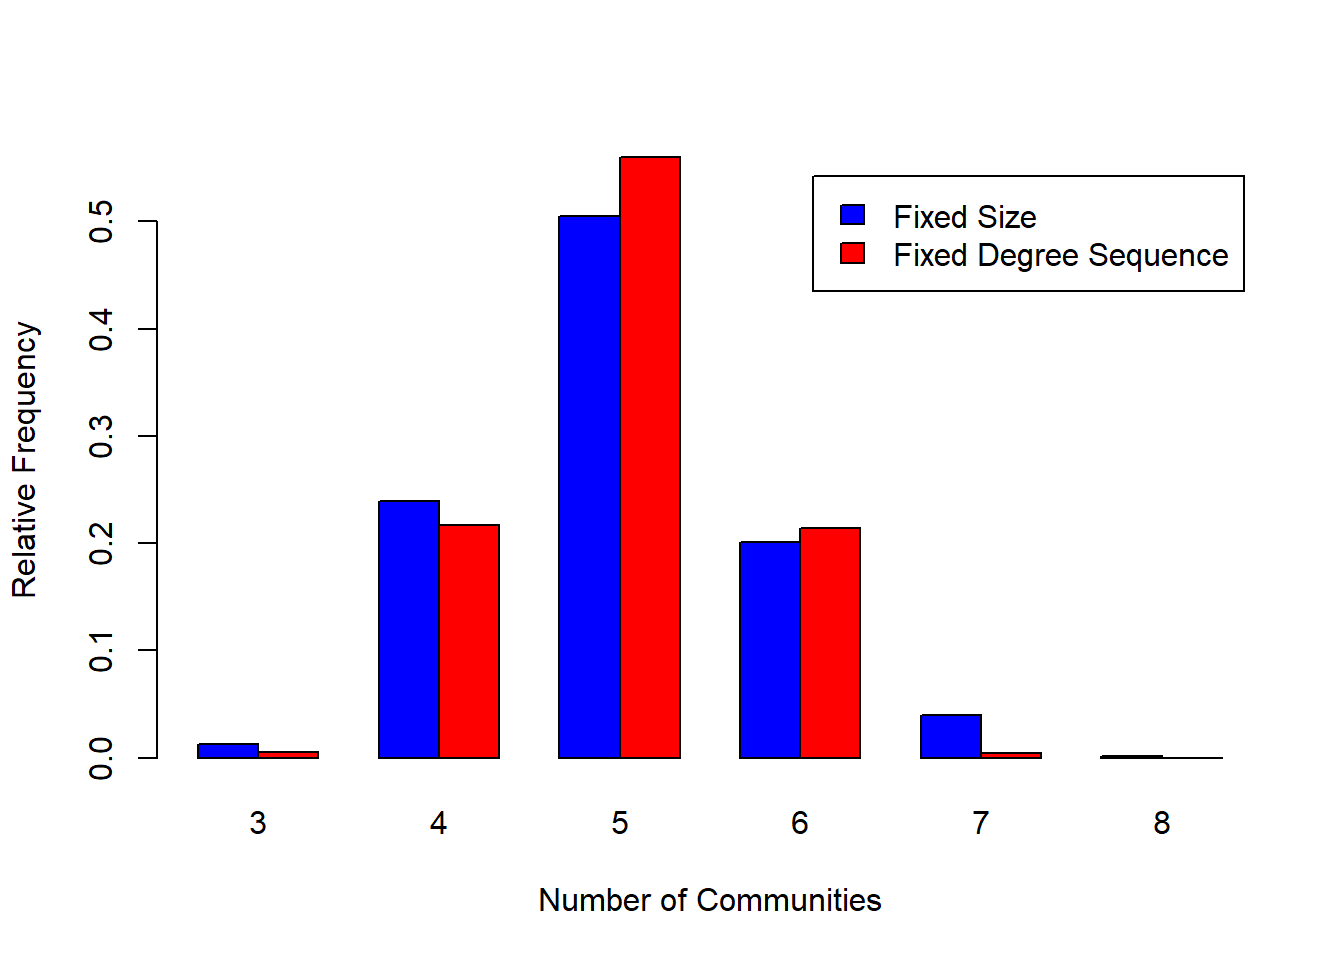 Fixed Size
Fixed Degree Sequence
Relative Frequency
0.5
0.4
0.3
0.2
0.1
0.0
3 4 5 6 7 8
Number of Communities